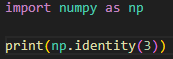 import numpy as np
print(np.identity(3))